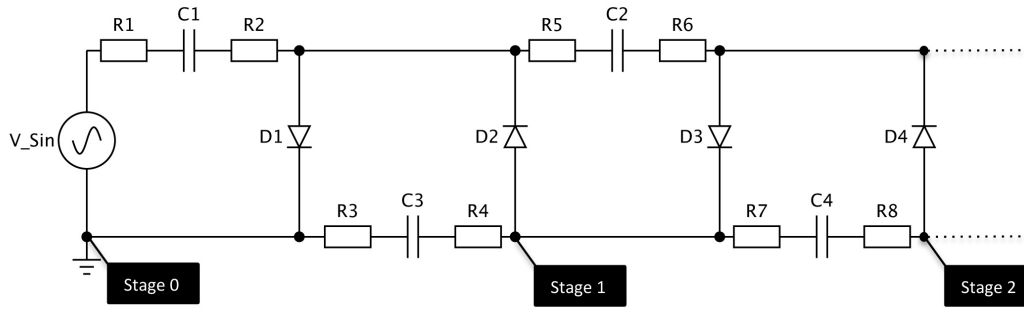 C1
C2
R1
R2
R5
R6
V_Sin
D1
D2
D3
D4
C3
C4
R3
R4
R7
R8
Stage 0
Stage 1
Stage 2